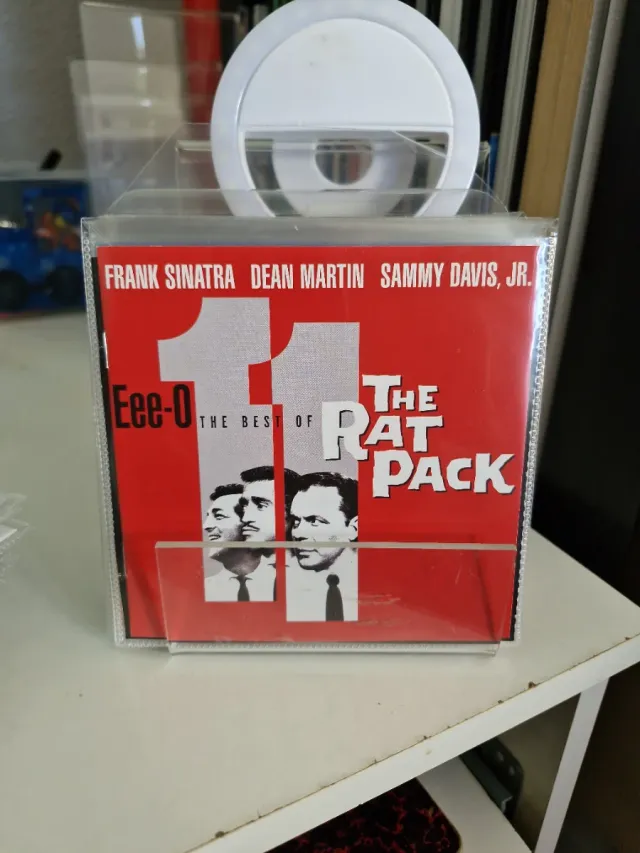 FRANK SINATRA DEAN MARTIN SAMMY DAVIS, JR.
Eee-O 11
THE BEST OF
THE
RAT
PACK